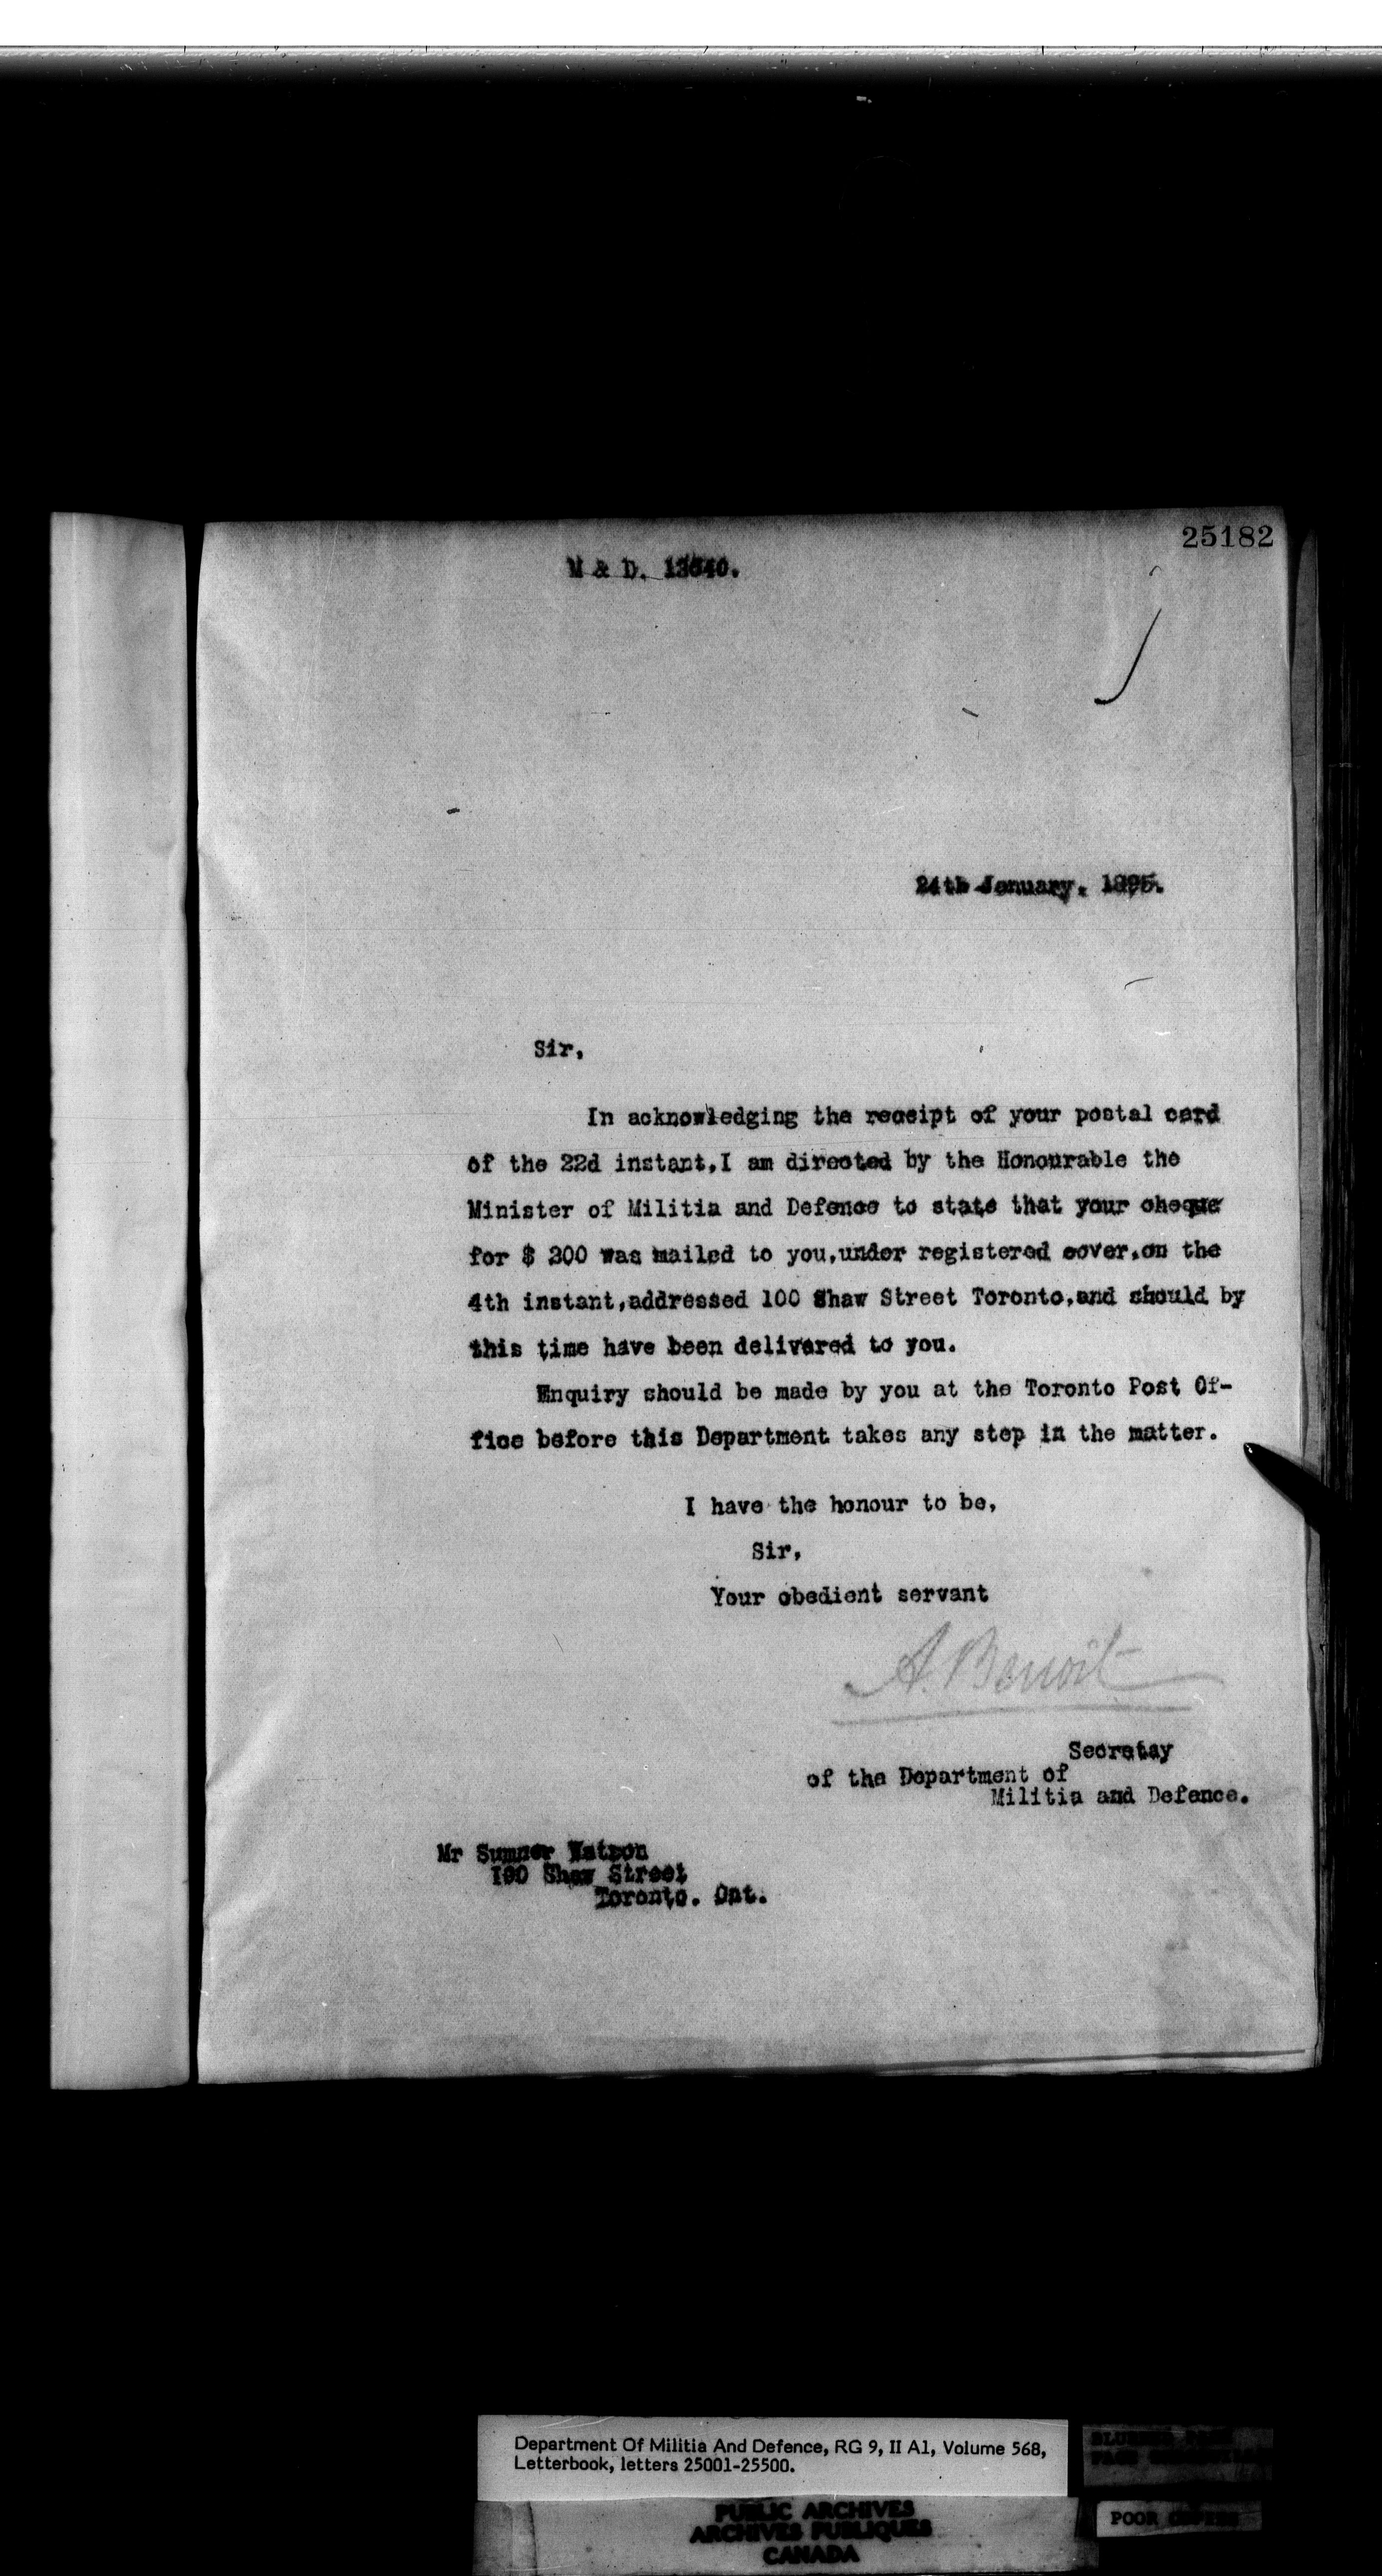 25182
M & D. 13640.
24th January. 1895.
Sir,
In acknowledging the receipt of your postal card
of the 22d instant, I am directed by the Honourable the
Minister of Militia and Defence to state that your cheque
for $ 200 was mailed to you, under registered cover, on the
4th instant, addressed 100 Shaw Street Toronto, and should by
this time have been delivered to you.
Enquiry should be made by you at the Toronto Post Of-
fice before this Department takes any step in the matter.
I have the honour to be,
Sir,
Your obedient servant
A. Benoit
Secretay
of the Department of
Militia and Defence.
Mr Sumner Watson
100 Shaw Street
Toronto. Ont.
Department Of Militia And Defence, RG 9, II A1, Volume 568,
Letterbook, letters 25001-25500.
PUBLIC ARCHIVES
ARCHIVES PUBLIQUES
CANADA
POOR